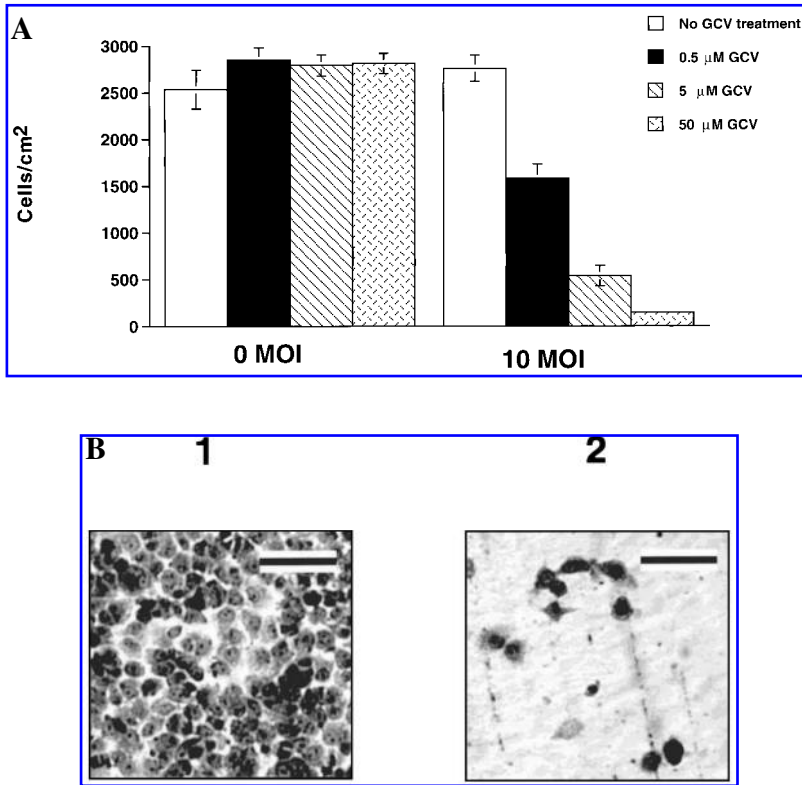 A
No GCV treatment
0.5 μM GCV
5 μM GCV
50 μM GCV
Cells/cm2
3000
2500
2000
1500
1000
500
0
0 MOI
10 MOI
B
1
2